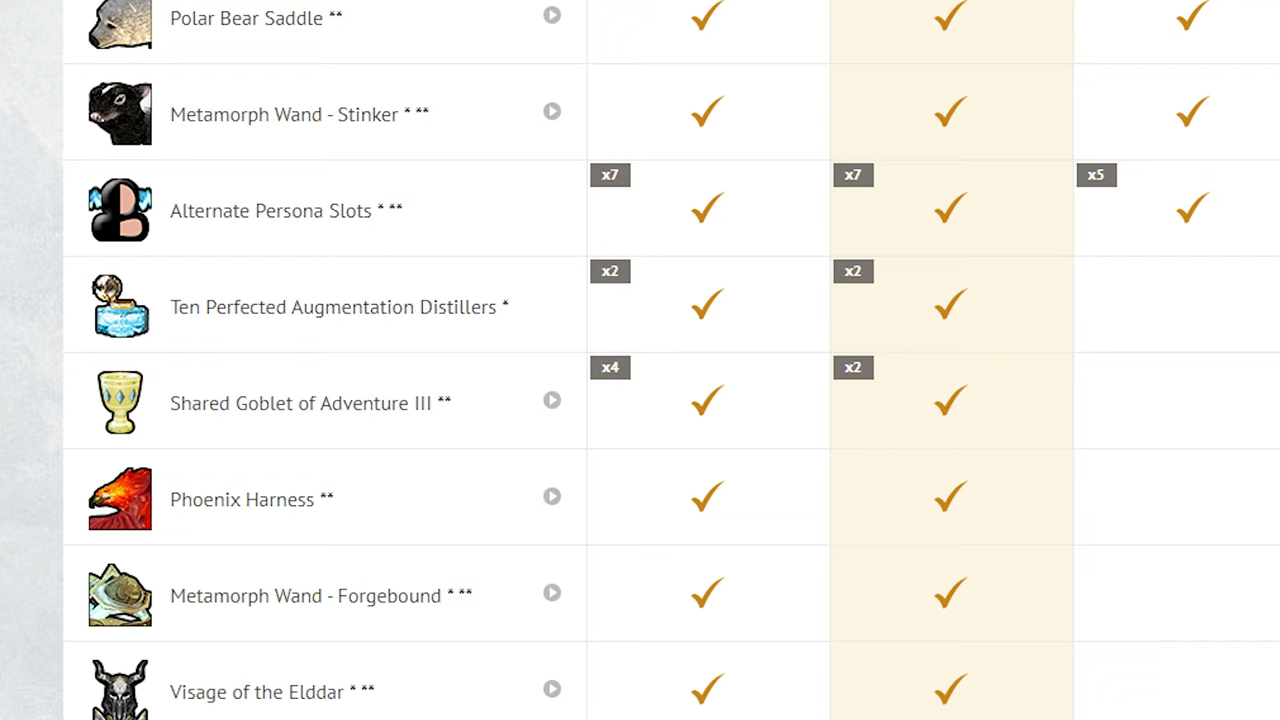 Polar Bear Saddle **
Metamorph Wand - Stinker * **
x7 x7 x5
Alternate Persona Slots * **
x2 x2
Ten Perfected Augmentation Distillers *
x4 x2
Shared Goblet of Adventure III **
Phoenix Harness **
Metamorph Wand - Forgebound * **
Visage of the Elddar * **